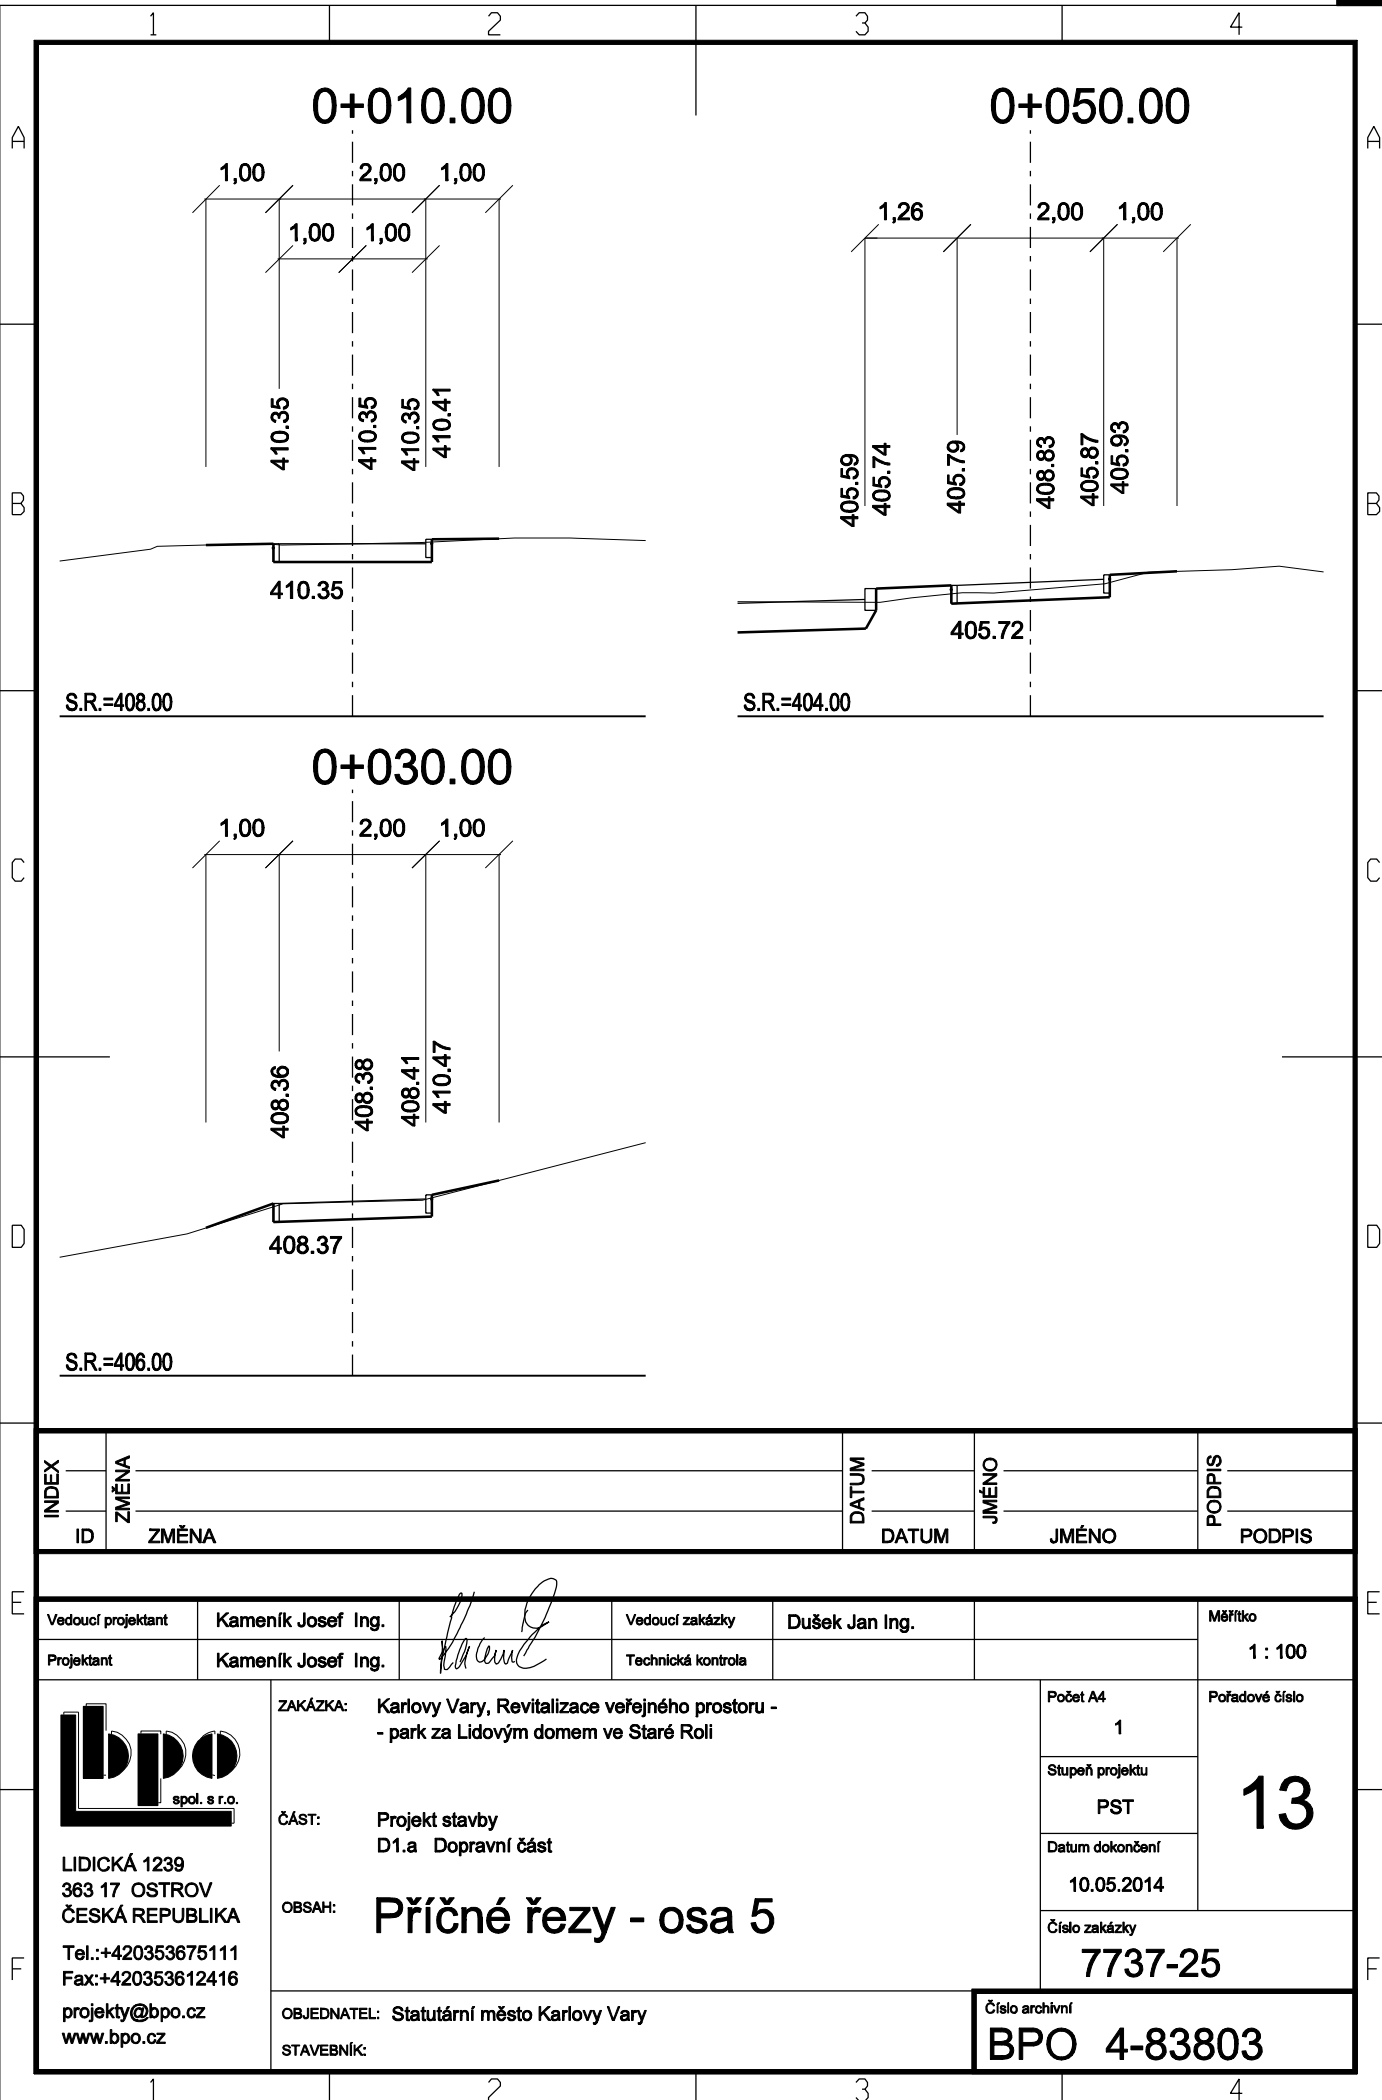 1 2 3 4
A A
B B
C C
D D
E E
F F
0+010.00
1,00 2,00 1,00
1,00 1,00
410.35 410.35 410.35 410.41
410.35
S.R.=408.00
0+050.00
1,26 2,00 1,00
405.59 405.74 405.79 408.83 405.87 405.93
405.72
S.R.=404.00
0+030.00
1,00 2,00 1,00
408.36 408.38 408.41 410.47
408.37
S.R.=406.00
INDEX ZMĚNA DATUM JMÉNO PODPIS
ID ZMĚNA DATUM JMÉNO PODPIS
Vedoucí projektant Kameník Josef Ing. Vedoucí zakázky Dušek Jan Ing.
Projektant Kameník Josef Ing. Technická kontrola
Měřítko
1 : 100
bpo
spol. s r.o.
LIDICKÁ 1239
363 17 OSTROV
ČESKÁ REPUBLIKA
Tel.:+420353675111
Fax:+420353612416
projekty@bpo.cz
www.bpo.cz
ZAKÁZKA: Karlovy Vary, Revitalizace veřejného prostoru -
- park za Lidovým domem ve Staré Roli
ČÁST: Projekt stavby
D1.a Dopravní část
OBSAH: Příčné řezy - osa 5
OBJEDNATEL: Statutární město Karlovy Vary
STAVEBNÍK:
Počet A4
1
Stupeň projektu
PST
Datum dokončení
10.05.2014
Pořadové číslo
13
Číslo zakázky
7737-25
Číslo archivní
BPO 4-83803
1 2 3 4